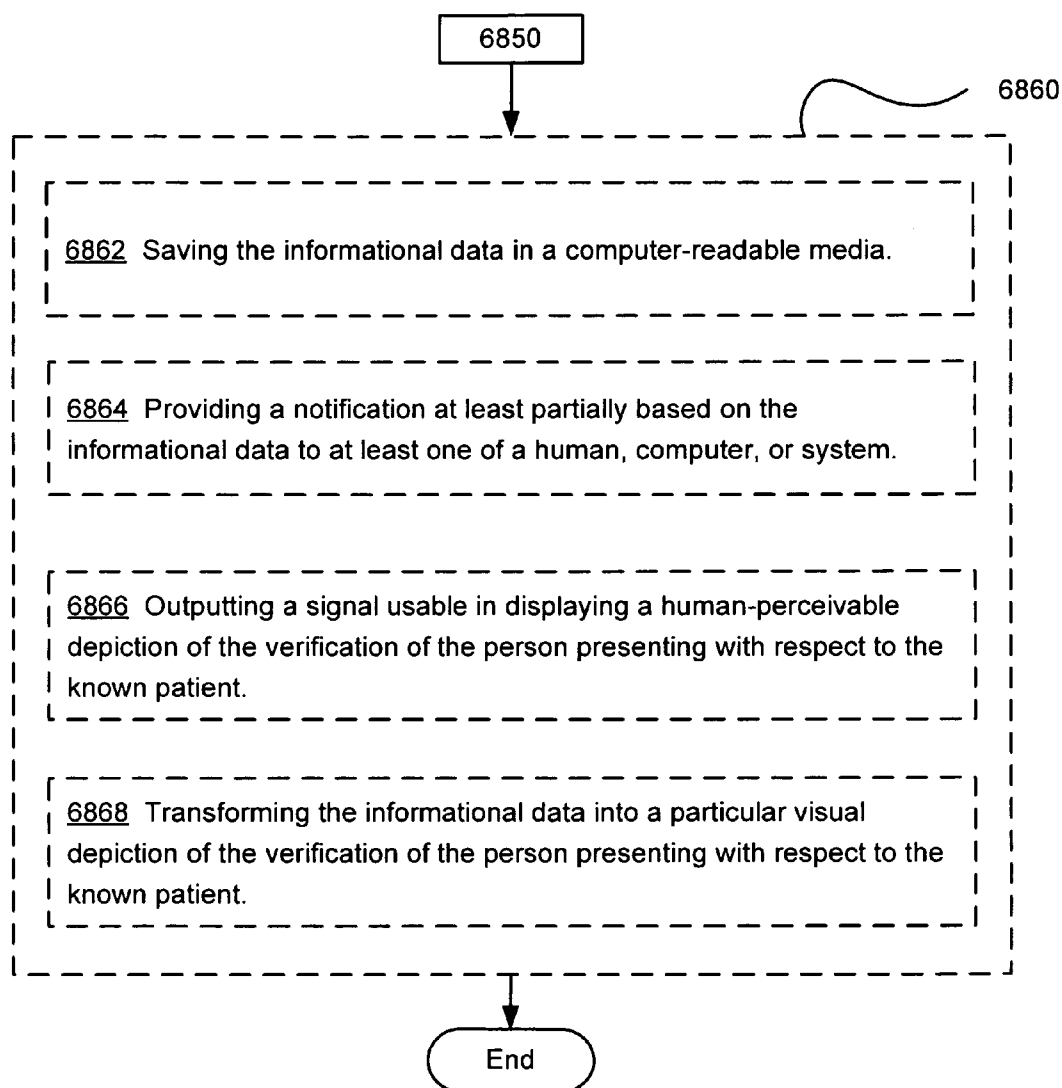 6850
6860
6862 Saving the informational data in a computer-readable media.
6864 Providing a notification at least partially based on the
informational data to at least one of a human, computer, or system.
6866 Outputting a signal usable in displaying a human-perceivable
depiction of the verification of the person presenting with respect to the
known patient.
6868 Transforming the informational data into a particular visual
depiction of the verification of the person presenting with respect to the
known patient.
End